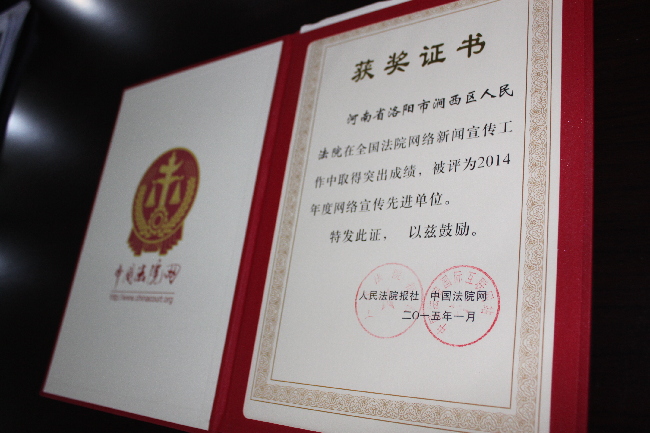 中国法院网
http://www.chinacourt.org
获奖证书
河南省洛阳市涧西区人民
法院在全国法院网络新闻宣传工
作中取得突出成绩，被评为2014
年度网络宣传先进单位。
特发此证， 以兹鼓励。
人民法院报社 中国法院网
二〇一五年一月